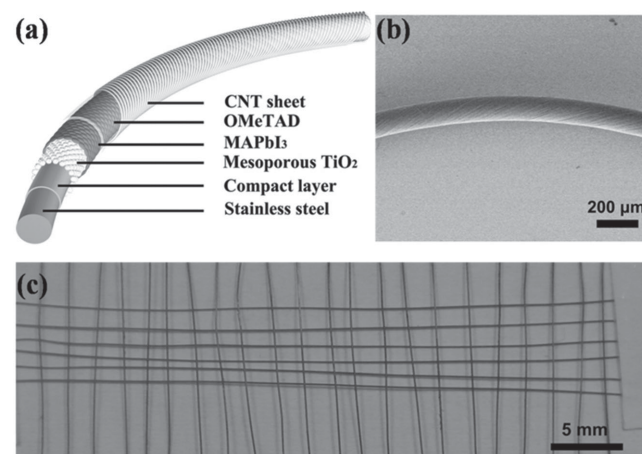 (a)
CNT sheet
OMeTAD
MAPbI₃
Mesoporous TiO₂
Compact layer
Stainless steel
(b)
200 µm
(c)
5 mm